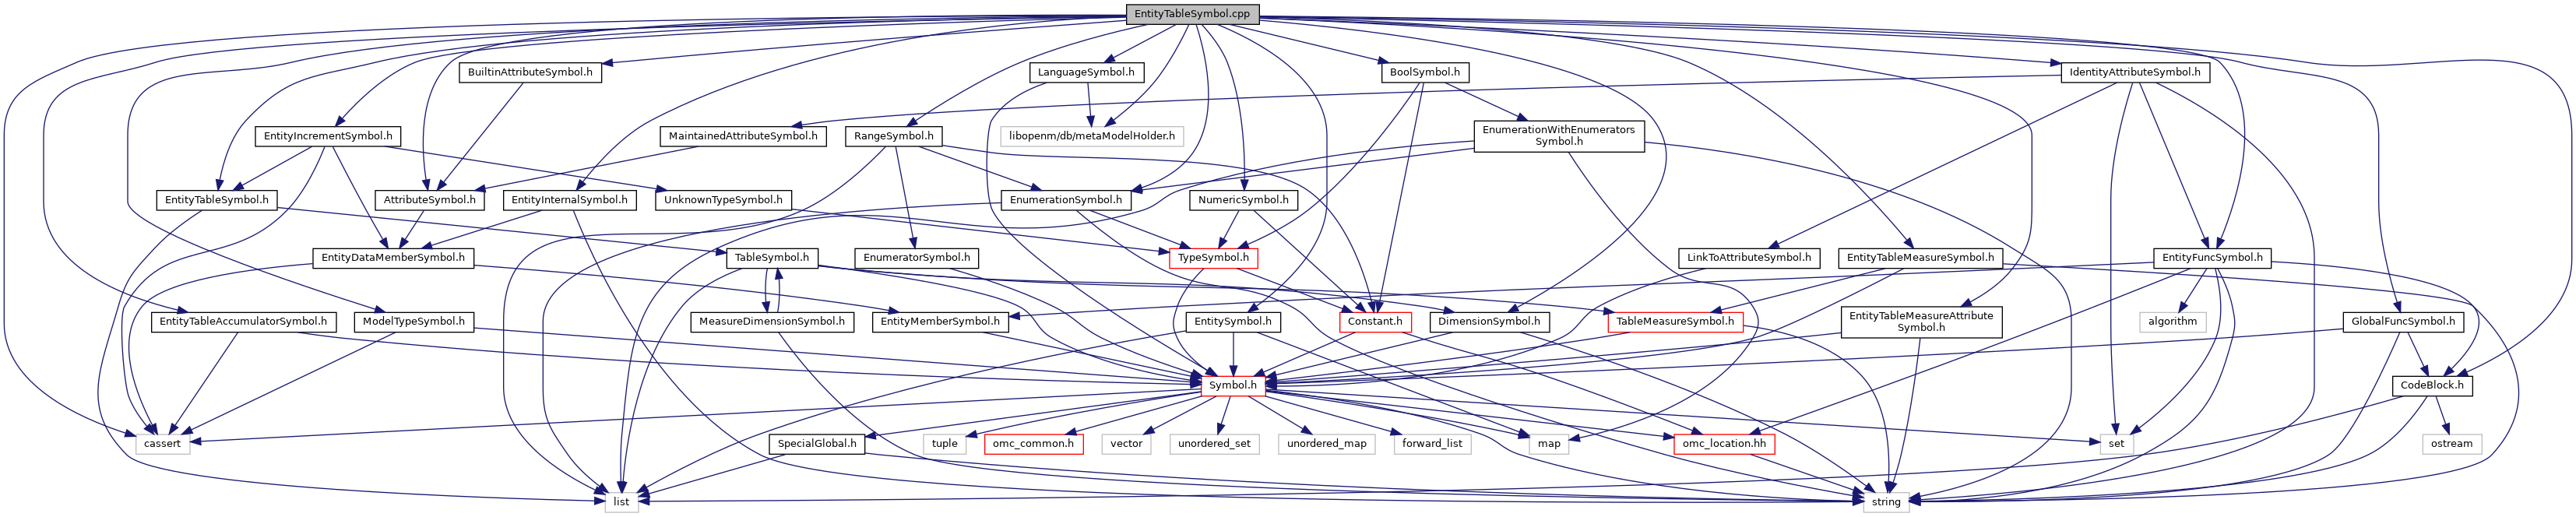 EntityTableSymbol.cpp
BuiltinAttributeSymbol.h
LanguageSymbol.h
BoolSymbol.h
IdentityAttributeSymbol.h
EntityIncrementSymbol.h
MaintainedAttributeSymbol.h
RangeSymbol.h
libopenm/db/metaModelHolder.h
EnumerationWithEnumerators
Symbol.h
EntityTableSymbol.h
AttributeSymbol.h
EntityInternalSymbol.h
UnknownTypeSymbol.h
EnumerationSymbol.h
NumericSymbol.h
EntityDataMemberSymbol.h
TableSymbol.h
EnumeratorSymbol.h
TypeSymbol.h
LinkToAttributeSymbol.h
EntityTableMeasureSymbol.h
EntityFuncSymbol.h
EntityTableAccumulatorSymbol.h
ModelTypeSymbol.h
MeasureDimensionSymbol.h
EntityMemberSymbol.h
EntitySymbol.h
Constant.h
DimensionSymbol.h
TableMeasureSymbol.h
EntityTableMeasureAttribute
Symbol.h
algorithm
GlobalFuncSymbol.h
Symbol.h
CodeBlock.h
cassert
SpecialGlobal.h
tuple
omc_common.h
vector
unordered_set
unordered_map
forward_list
map
omc_location.hh
set
ostream
list
string